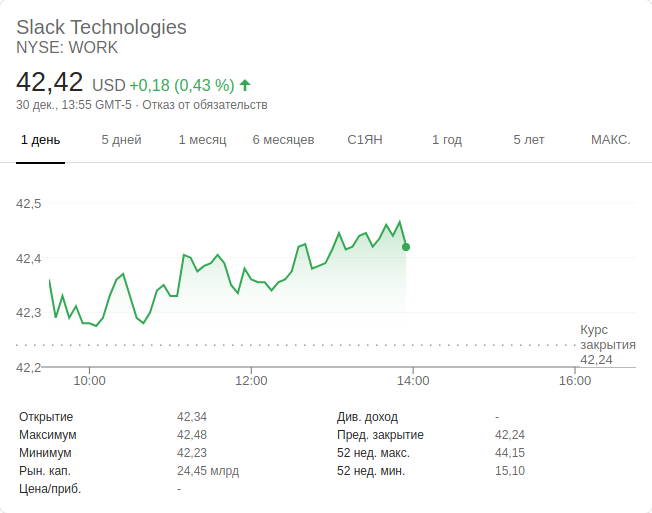 Slack Technologies
NYSE: WORK
42,42 USD +0,18 (0,43 %)
30 дек., 13:55 GMT-5 · Отказ от обязательств
1 день 5 дней 1 месяц 6 месяцев С1ЯН 1 год 5 лет МАКС.
42,5
42,4
42,3
Курс
закрытия
42,24
42,2
10:00 12:00 14:00 16:00
Открытие 42,34 Див. доход -
Максимум 42,48 Пред. закрытие 42,24
Минимум 42,23 52 нед. макс. 44,15
Рын. кап. 24,45 млрд 52 нед. мин. 15,10
Цена/приб. -